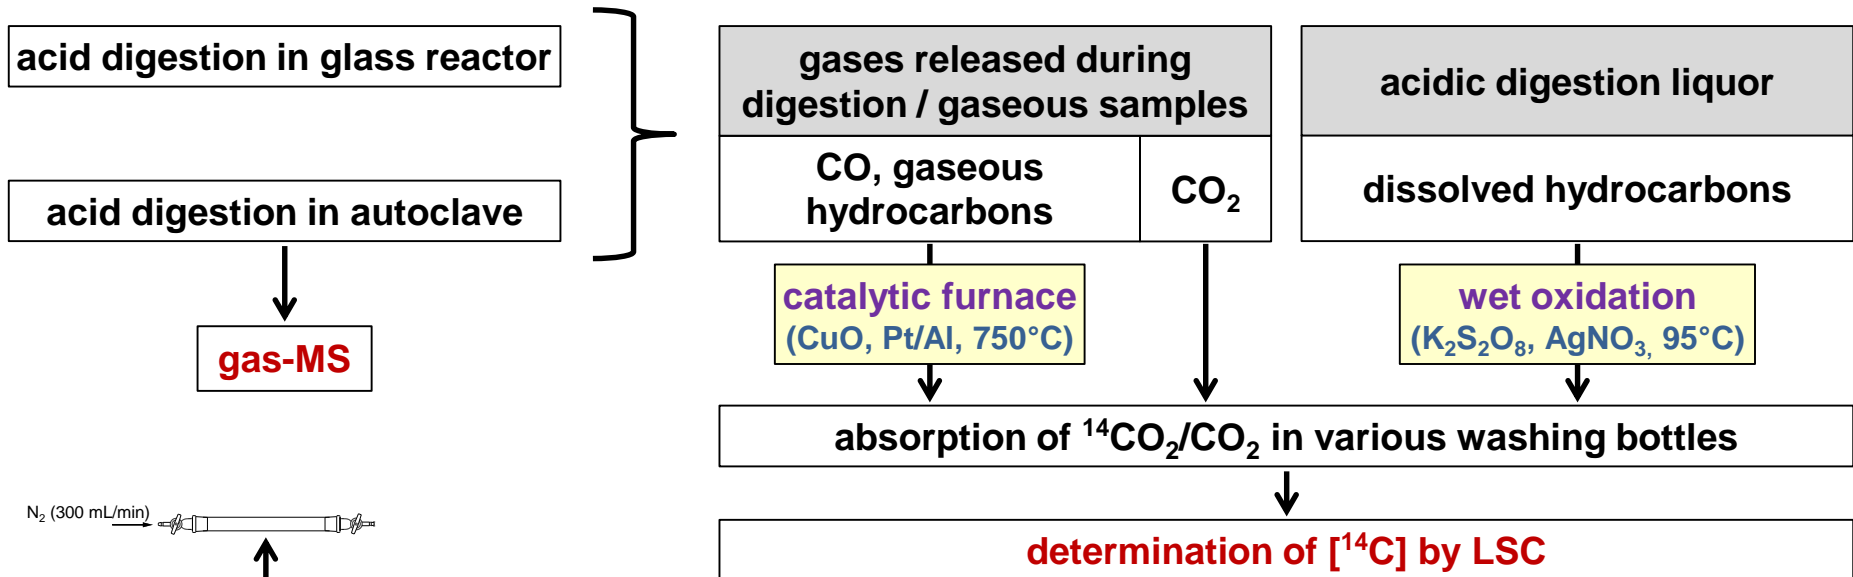 acid digestion in glass reactor
acid digestion in autoclave
gas-MS
N₂ (300 mL/min)
gases released during
digestion / gaseous samples
CO, gaseous
hydrocarbons
CO₂
acidic digestion liquor
dissolved hydrocarbons
catalytic furnace
(CuO, Pt/Al, 750°C)
wet oxidation
(K₂S₂O₈, AgNO₃, 95°C)
absorption of ¹⁴CO₂/CO₂ in various washing bottles
determination of [¹⁴C] by LSC